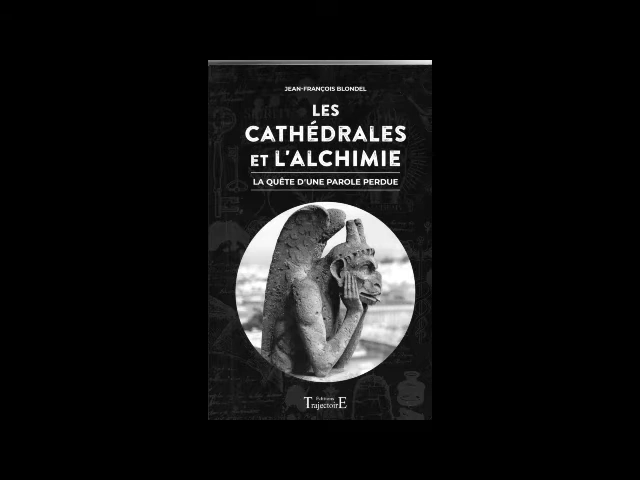 JEAN-FRANÇOIS BLONDEL
LES
CATHÉDRALES
ET L'ALCHIMIE
LA QUÊTE D'UNE PAROLE PERDUE
Éditions
TrajectoirE